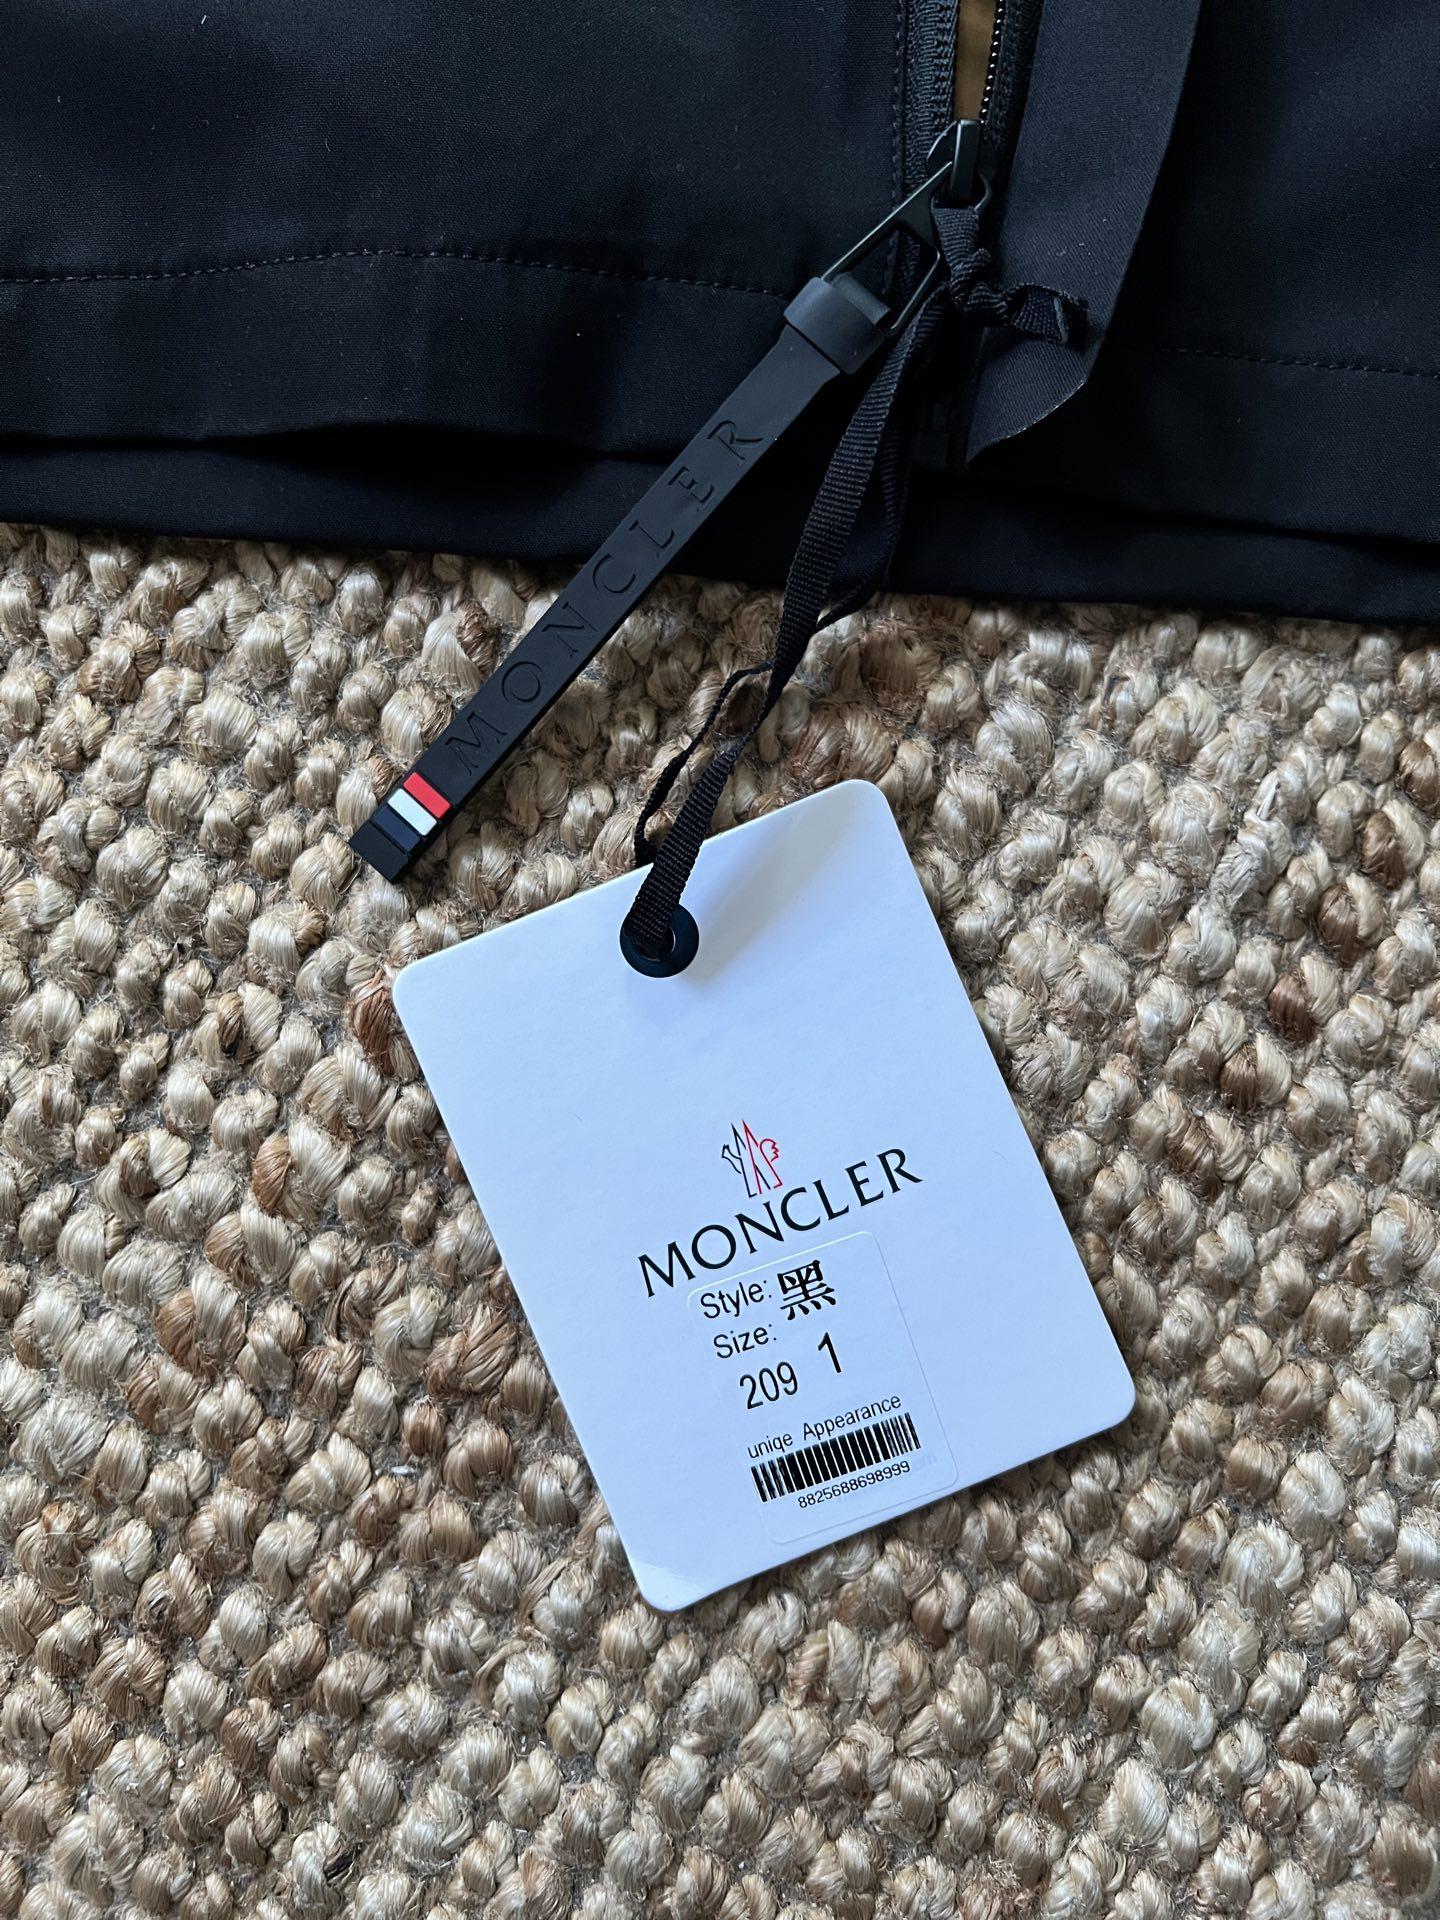 MONCLER
MONCLER
Style: 黑
Size:
209 1
uniqe Appearance
8825688698999